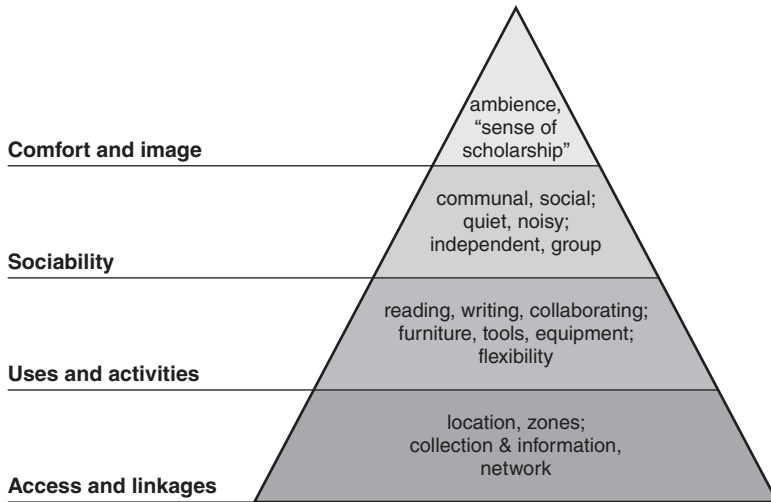 ambience,
“sense of
scholarship”
Comfort and image
communal, social;
quiet, noisy;
independent, group
Sociability
reading, writing, collaborating;
furniture, tools, equipment;
flexibility
Uses and activities
location, zones;
collection & information,
network
Access and linkages